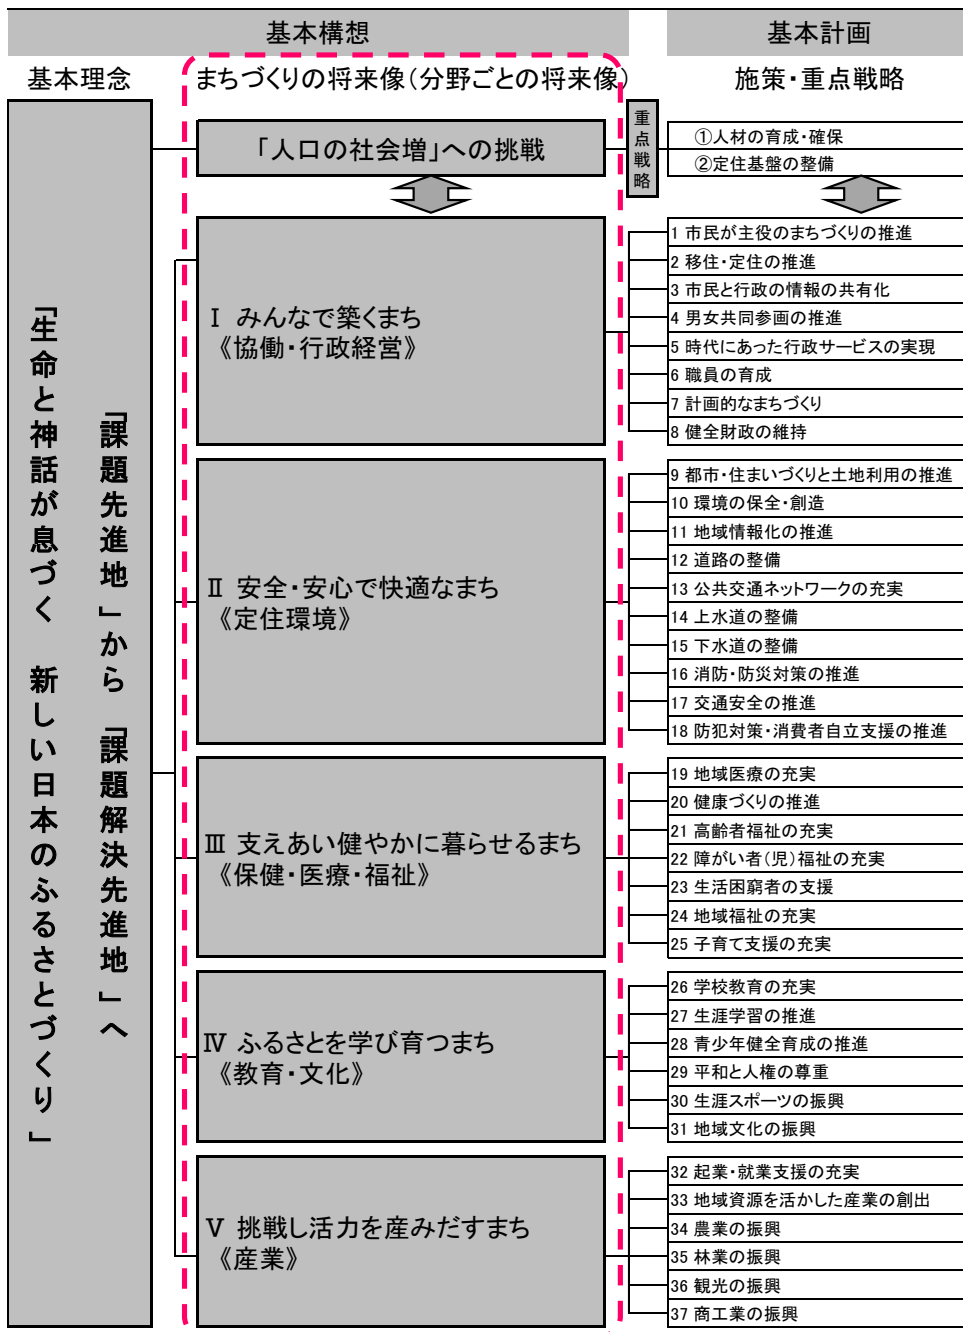 基本構想
基本計画
基本理念
まちづくりの将来像（分野ごとの将来像）
施策・重点戦略
「生命と神話が息づく　新しい日本のふるさとづくり」
「課題先進地」から「課題解決先進地」へ
「人口の社会増」への挑戦
重点戦略
①人材の育成・確保
②定住基盤の整備
Ⅰ みんなで築くまち
《協働・行政経営》
1 市民が主役のまちづくりの推進
2 移住・定住の推進
3 市民と行政の情報の共有化
4 男女共同参画の推進
5 時代にあった行政サービスの実現
6 職員の育成
7 計画的なまちづくり
8 健全財政の維持
Ⅱ 安全・安心で快適なまち
《定住環境》
9 都市・住まいづくりと土地利用の推進
10 環境の保全・創造
11 地域情報化の推進
12 道路の整備
13 公共交通ネットワークの充実
14 上水道の整備
15 下水道の整備
16 消防・防災対策の推進
17 交通安全の推進
18 防犯対策・消費者自立支援の推進
Ⅲ 支えあい健やかに暮らせるまち
《保健・医療・福祉》
19 地域医療の充実
20 健康づくりの推進
21 高齢者福祉の充実
22 障がい者（児）福祉の充実
23 生活困窮者の支援
24 地域福祉の充実
25 子育て支援の充実
Ⅳ ふるさとを学び育つまち
《教育・文化》
26 学校教育の充実
27 生涯学習の推進
28 青少年健全育成の推進
29 平和と人権の尊重
30 生涯スポーツの振興
31 地域文化の振興
Ⅴ 挑戦し活力を産みだすまち
《産業》
32 起業・就業支援の充実
33 地域資源を活かした産業の創出
34 農業の振興
35 林業の振興
36 観光の振興
37 商工業の振興